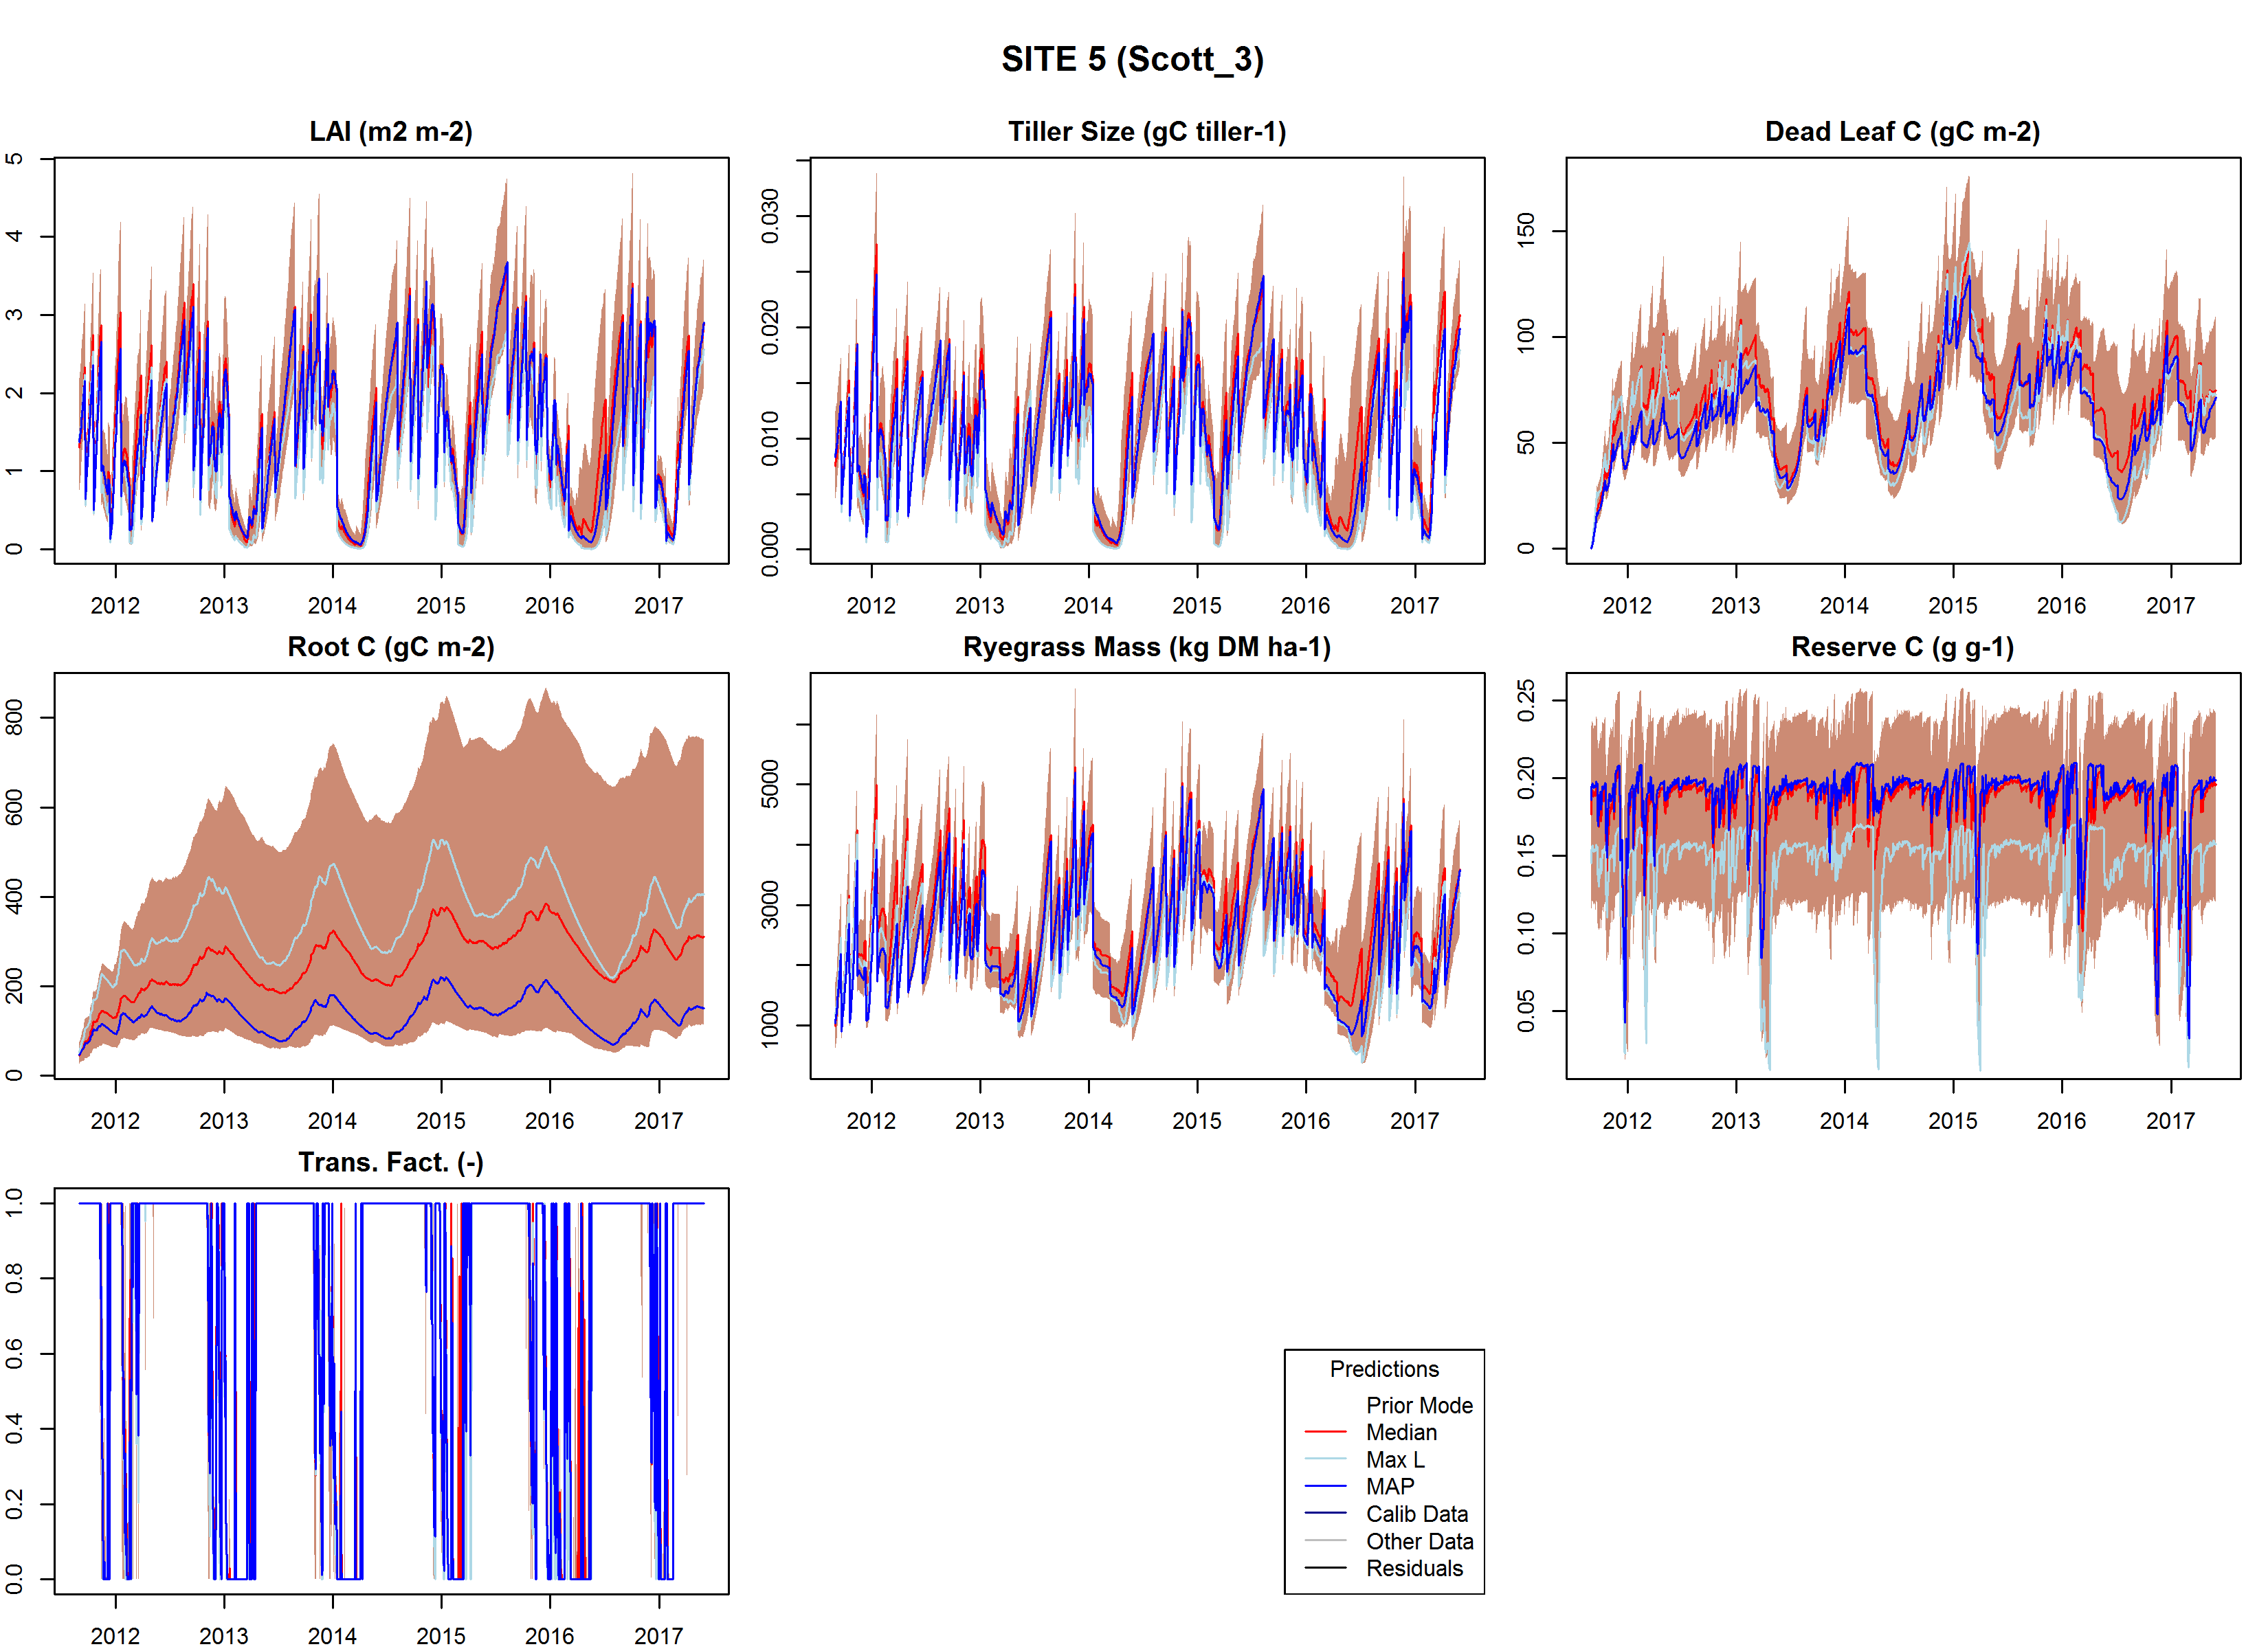 SITE 5 (Scott_3)
LAI (m2 m-2)
Tiller Size (gC tiller-1)
Dead Leaf C (gC m-2)
0 1 2 3 4 5
0.000 0.010 0.020 0.030
0 50 100 150
2012 2013 2014 2015 2016 2017
2012 2013 2014 2015 2016 2017
2012 2013 2014 2015 2016 2017
Root C (gC m-2)
Ryegrass Mass (kg DM ha-1)
Reserve C (g g-1)
0 200 400 600 800
1000 3000 5000
0.05 0.10 0.15 0.20 0.25
2012 2013 2014 2015 2016 2017
2012 2013 2014 2015 2016 2017
2012 2013 2014 2015 2016 2017
Trans. Fact. (-)
0.0 0.2 0.4 0.6 0.8 1.0
2012 2013 2014 2015 2016 2017
Predictions
Prior Mode
Median
Max L
MAP
Calib Data
Other Data
Residuals